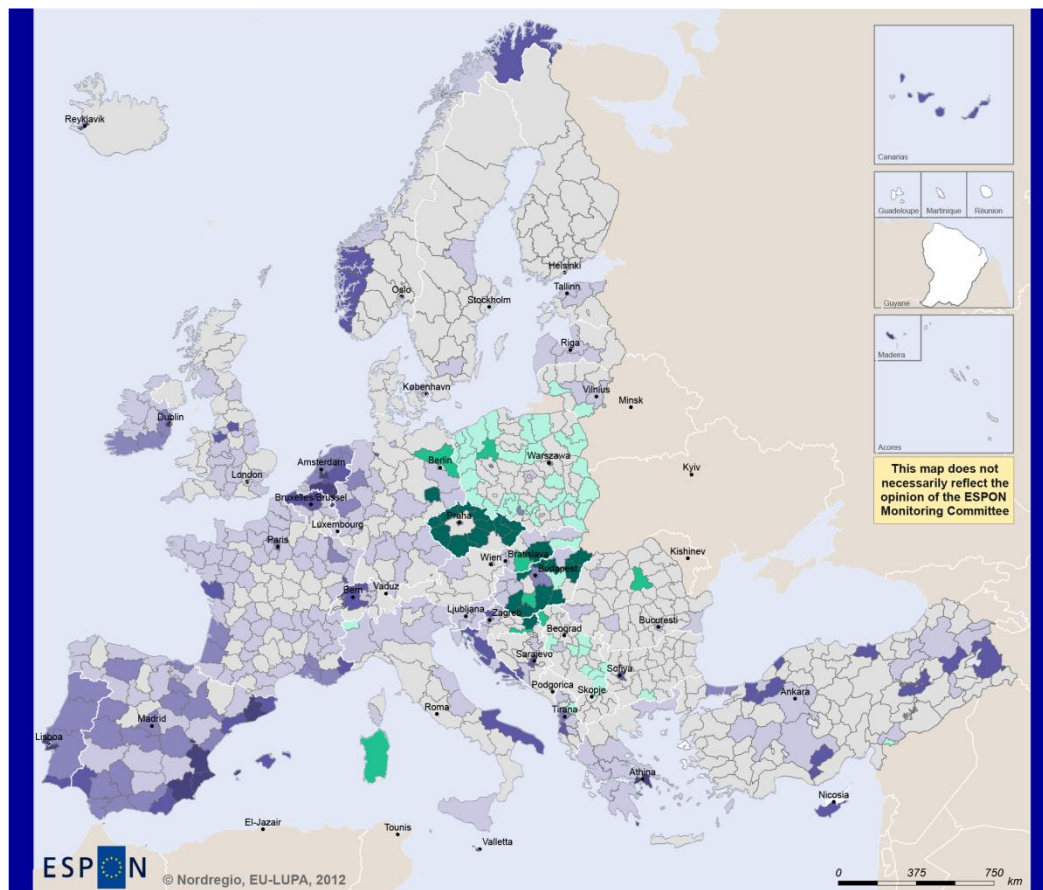 Reykjavik
Canarias
Guadeloupe
Martinique
Réunion
Guyane
Helsinki
Oslo
Tallinn
Stockholm
Riga
Madeira
København
Vilnius
Minsk
Acores
Dublin
Amsterdam
Berlin
Warszawa
London
This map does not
necessarily reflect the
opinion of the ESPON
Monitoring Committee
Kyiv
Bruxelles/Brussel
Praha
Luxembourg
Paris
Wien
Bratislava
Kishinev
Budapest
Bern
Vaduz
Ljubljana
Zagreb
Beograd
Bucuresti
Sarajevo
Sofiya
Podgorica
Skopje
Ankara
Roma
Tirana
Madrid
Lisboa
Athina
Nicosia
El-Jazair
Tounis
Valletta
ESPON
© Nordregio, EU-LUPA, 2012
0 375 750
km